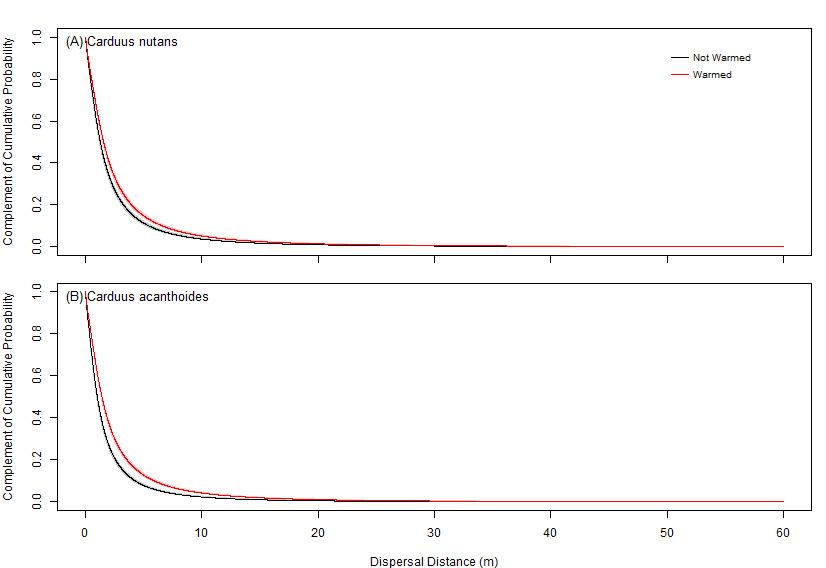 (A) Carduus nutans
Not Warmed
Warmed
Complement of Cumulative Probability
1.0
0.8
0.6
0.4
0.2
0.0
(B) Carduus acanthoides
Complement of Cumulative Probability
1.0
0.8
0.6
0.4
0.2
0.0
0 10 20 30 40 50 60
Dispersal Distance (m)